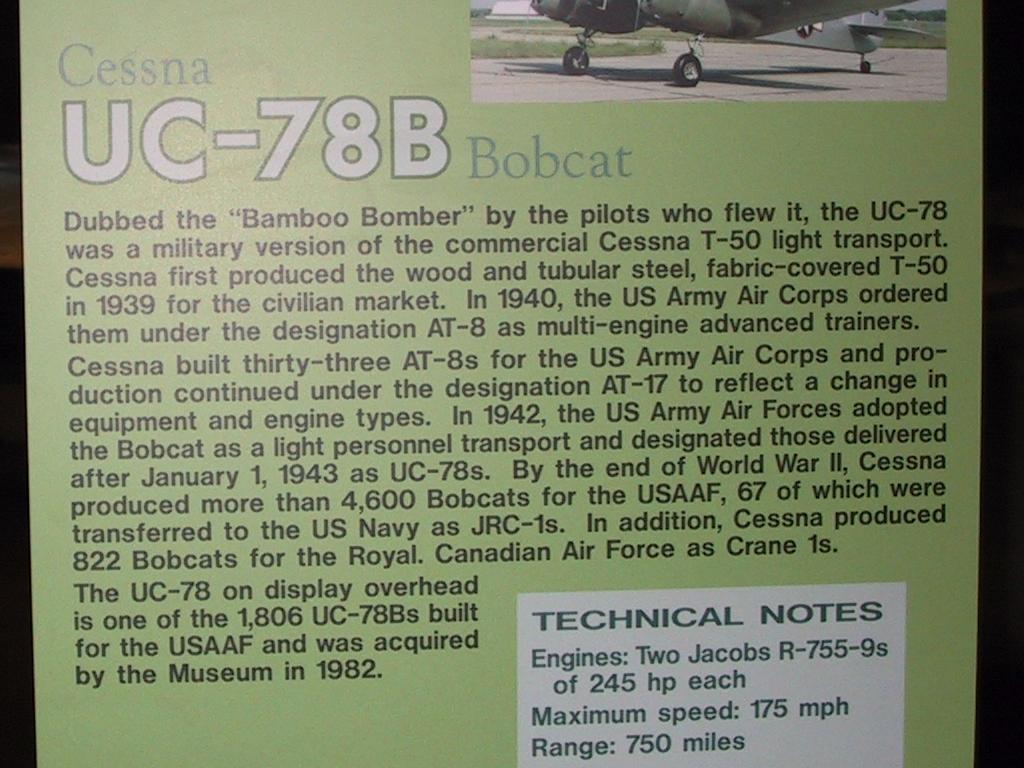 Cessna
UC-78B Bobcat
Dubbed the “Bamboo Bomber” by the pilots who flew it, the UC-78
was a military version of the commercial Cessna T-50 light transport.
Cessna first produced the wood and tubular steel, fabric-covered T-50
in 1939 for the civilian market. In 1940, the US Army Air Corps ordered
them under the designation AT-8 as multi-engine advanced trainers.
Cessna built thirty-three AT-8s for the US Army Air Corps and pro-
duction continued under the designation AT-17 to reflect a change in
equipment and engine types. In 1942, the US Army Air Forces adopted
the Bobcat as a light personnel transport and designated those delivered
after January 1, 1943 as UC-78s. By the end of World War II, Cessna
produced more than 4,600 Bobcats for the USAAF, 67 of which were
transferred to the US Navy as JRC-1s. In addition, Cessna produced
822 Bobcats for the Royal. Canadian Air Force as Crane 1s.
The UC-78 on display overhead
is one of the 1,806 UC-78Bs built
for the USAAF and was acquired
by the Museum in 1982.
TECHNICAL NOTES
Engines: Two Jacobs R-755-9s
of 245 hp each
Maximum speed: 175 mph
Range: 750 miles